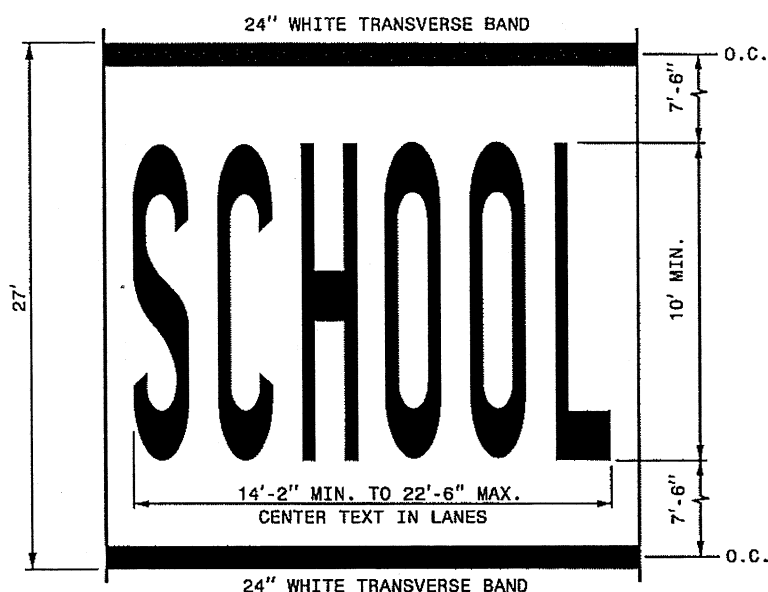 24" WHITE TRANSVERSE BAND
O.C.
7'-6"
SCHOOL
27'
10' MIN.
14'-2" MIN. TO 22'-6" MAX.
CENTER TEXT IN LANES
7'-6"
O.C.
24" WHITE TRANSVERSE BAND